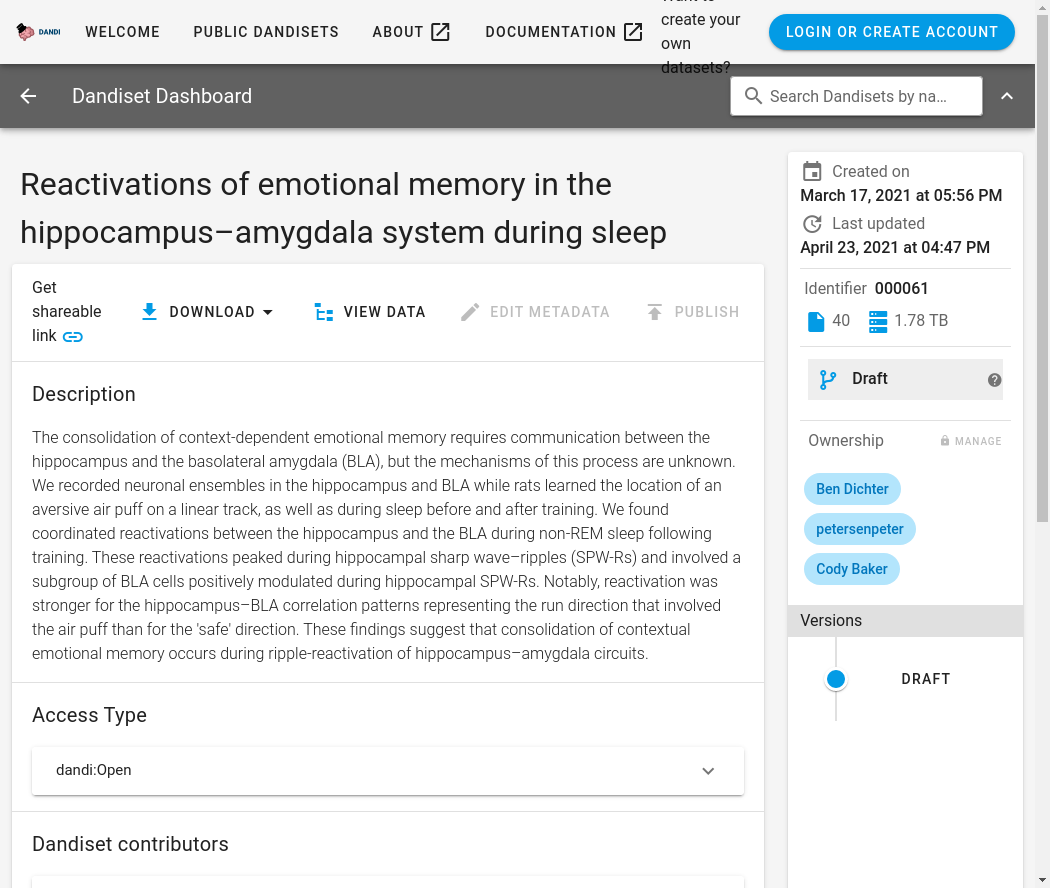 DANDI
WELCOME
PUBLIC DANDISETS
ABOUT
DOCUMENTATION
create your
own
datasets?
LOGIN OR CREATE ACCOUNT
Dandiset Dashboard
Search Dandisets by na…
Reactivations of emotional memory in the
hippocampus–amygdala system during sleep
Get
shareable
link
DOWNLOAD
VIEW DATA
EDIT METADATA
PUBLISH
Description
The consolidation of context-dependent emotional memory requires communication between the
hippocampus and the basolateral amygdala (BLA), but the mechanisms of this process are unknown.
We recorded neuronal ensembles in the hippocampus and BLA while rats learned the location of an
aversive air puff on a linear track, as well as during sleep before and after training. We found
coordinated reactivations between the hippocampus and the BLA during non-REM sleep following
training. These reactivations peaked during hippocampal sharp wave–ripples (SPW-Rs) and involved a
subgroup of BLA cells positively modulated during hippocampal SPW-Rs. Notably, reactivation was
stronger for the hippocampus–BLA correlation patterns representing the run direction that involved
the air puff than for the 'safe' direction. These findings suggest that consolidation of contextual
emotional memory occurs during ripple-reactivation of hippocampus–amygdala circuits.
Access Type
dandi:Open
Dandiset contributors
Created on
March 17, 2021 at 05:56 PM
Last updated
April 23, 2021 at 04:47 PM
Identifier 000061
40 1.78 TB
Draft
Ownership
MANAGE
Ben Dichter
petersenpeter
Cody Baker
Versions
DRAFT